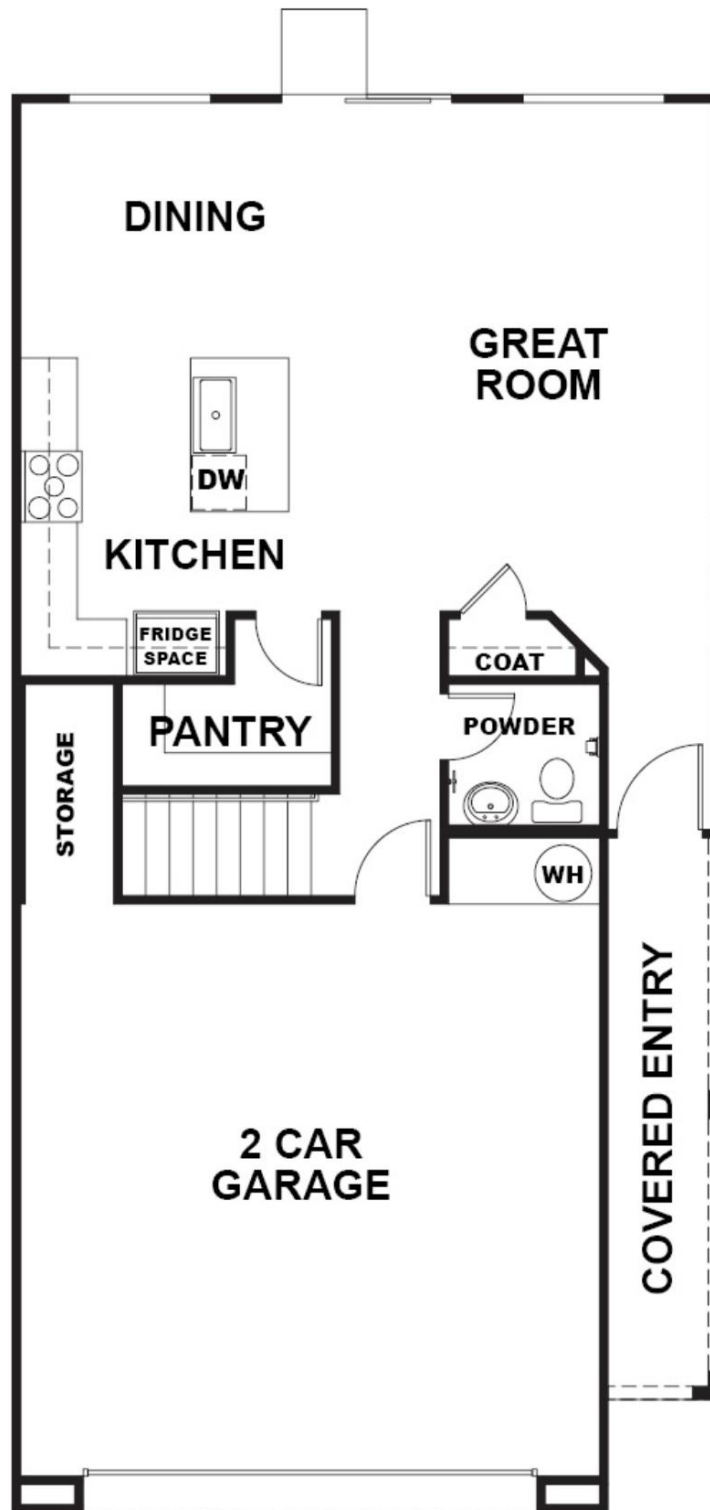 DINING
GREAT
ROOM
DW
KITCHEN
FRIDGE
SPACE
COAT
PANTRY
POWDER
STORAGE
WH
COVERED ENTRY
2 CAR
GARAGE